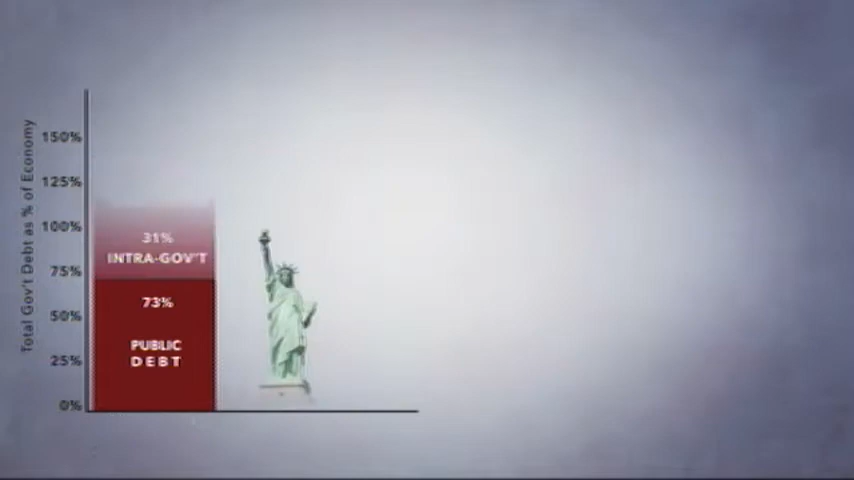 Total Gov't Debt as % of Economy
150%
125%
100%
75%
50%
25%
0%
31%
INTRA-GOV'T
73%
PUBLIC
DEBT